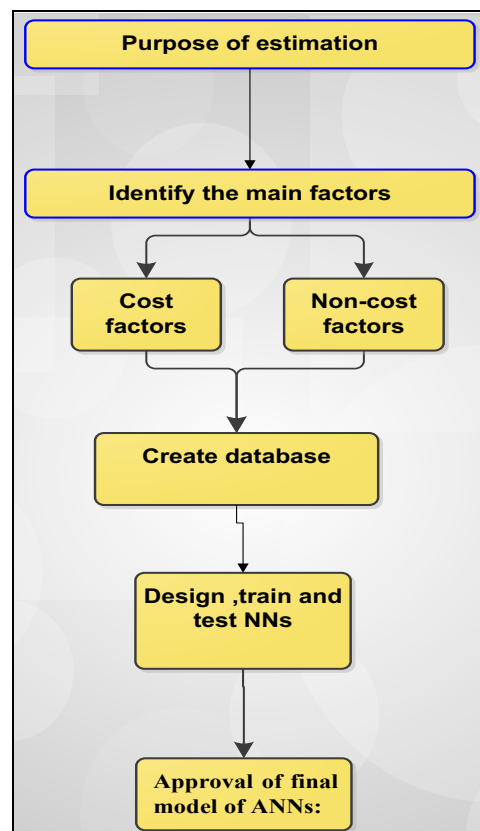 Purpose of estimation
Identify the main factors
Cost
factors
Non-cost
factors
Create database
Design ,train and
test NNs
Approval of final
model of ANNs: